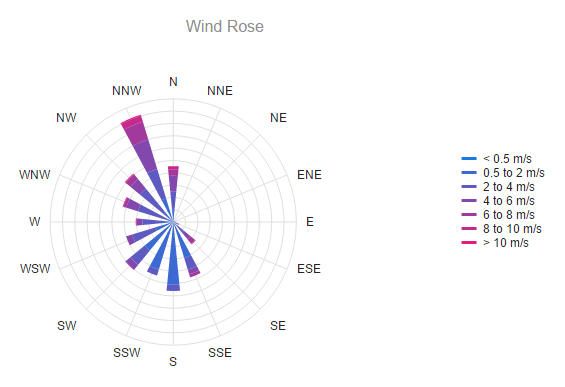 Wind Rose
N
NNW
NNE
NW
NE
WNW
ENE
W
E
WSW
ESE
SW
SE
SSW
SSE
S
< 0.5 m/s
0.5 to 2 m/s
2 to 4 m/s
4 to 6 m/s
6 to 8 m/s
8 to 10 m/s
> 10 m/s